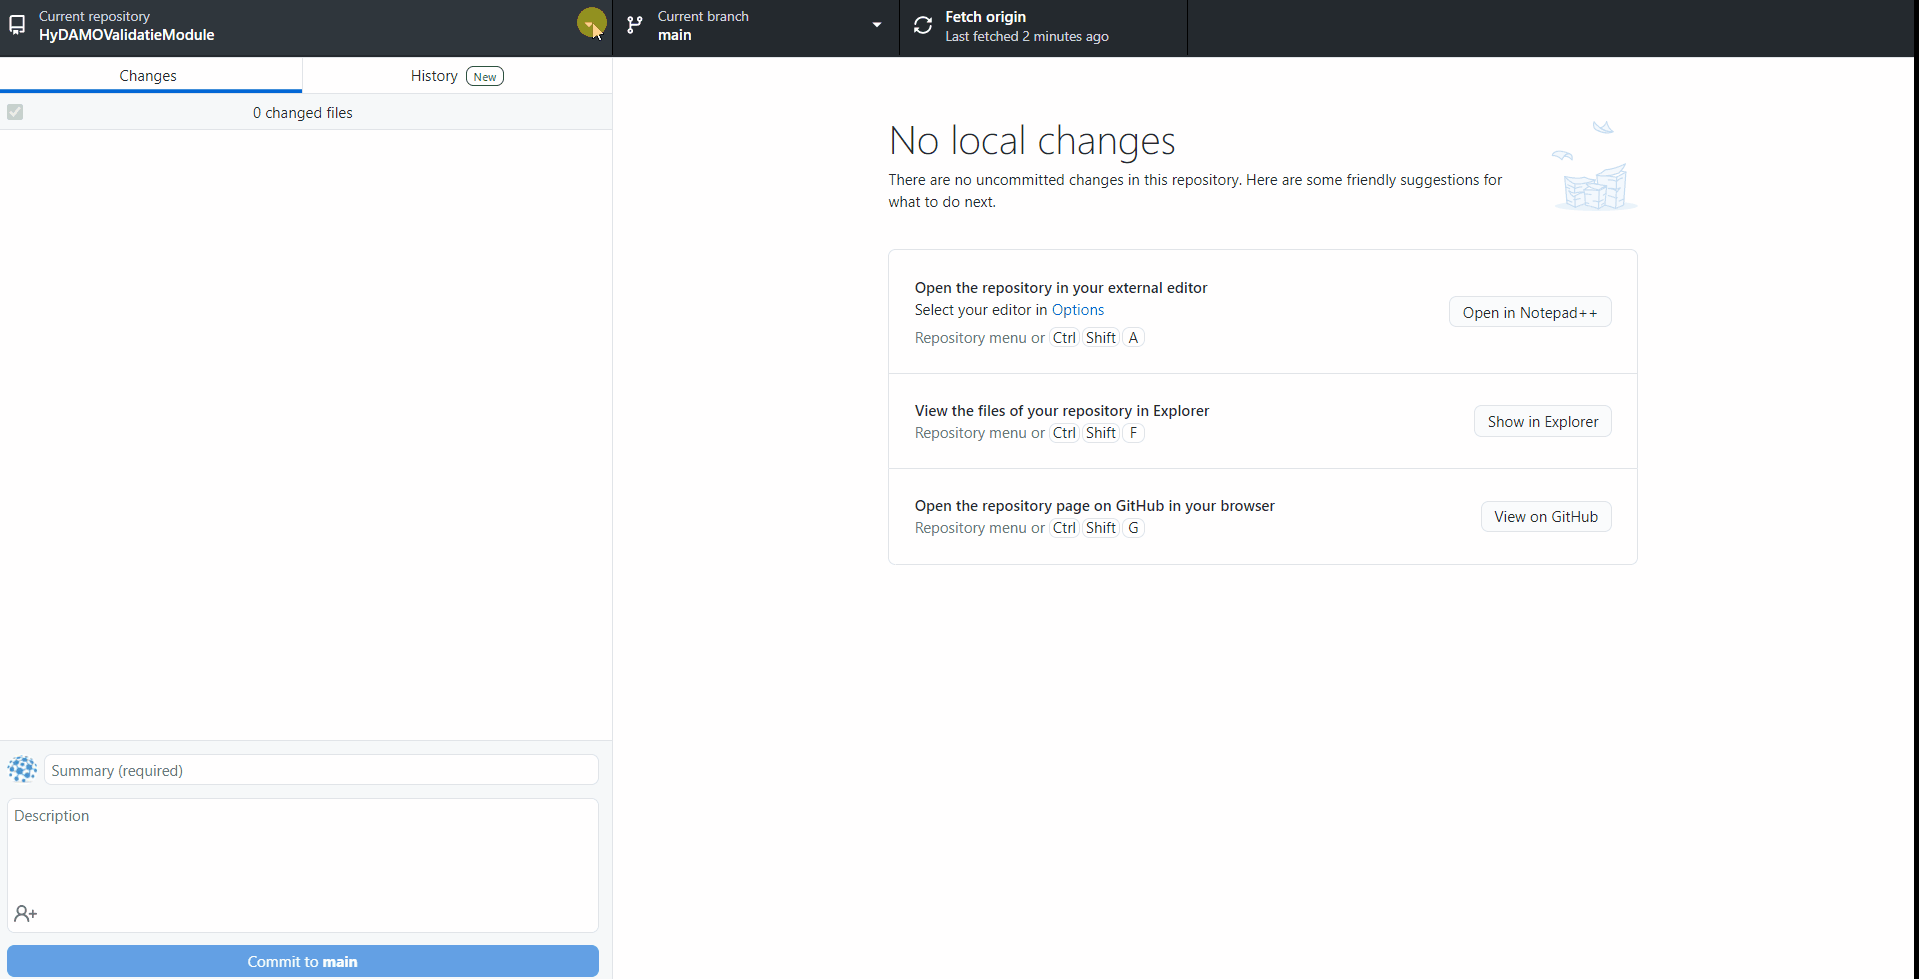 Current repository
HyDAMOValidatieModule
Current branch
main
Fetch origin
Last fetched 2 minutes ago
Changes
History New
0 changed files
No local changes
There are no uncommitted changes in this repository. Here are some friendly suggestions for
what to do next.
Open the repository in your external editor
Select your editor in Options
Repository menu or Ctrl Shift A
Open in Notepad++
View the files of your repository in Explorer
Repository menu or Ctrl Shift F
Show in Explorer
Open the repository page on GitHub in your browser
Repository menu or Ctrl Shift G
View on GitHub
Summary (required)
Description
Commit to main